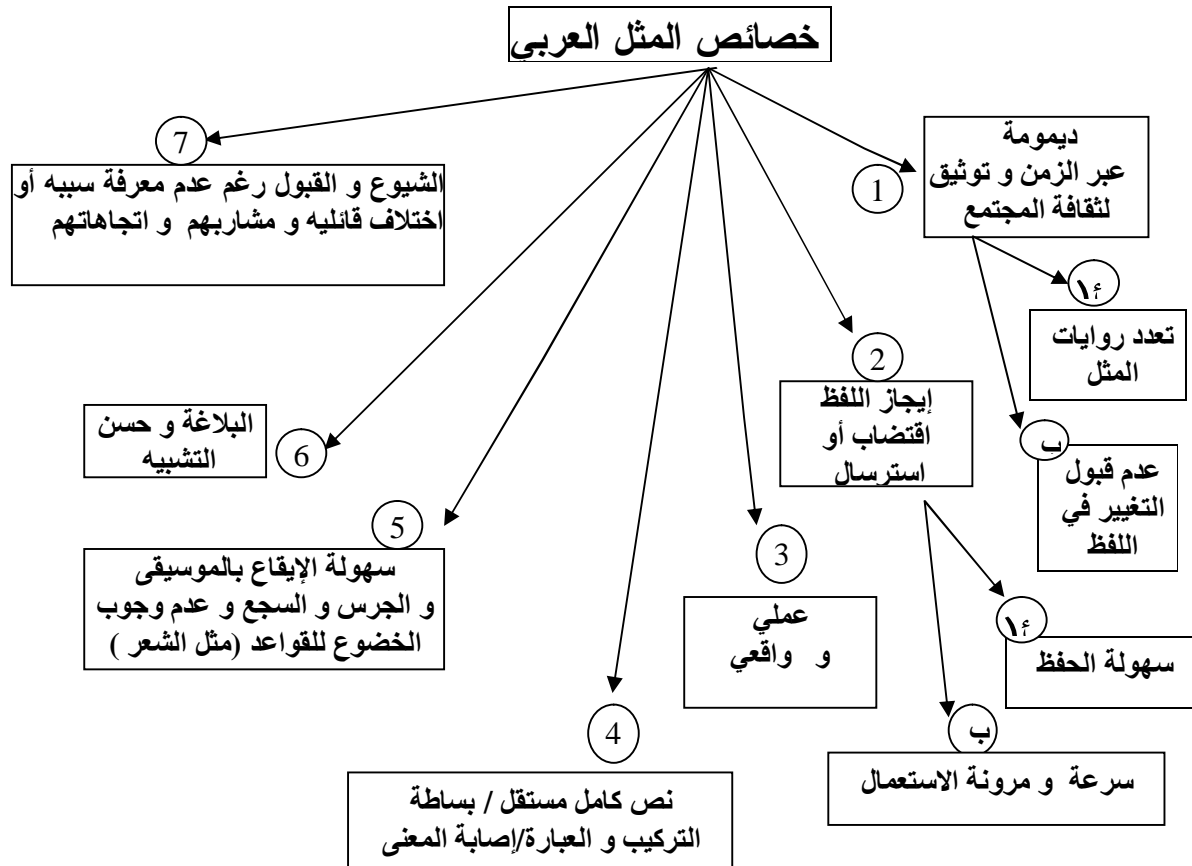 خصائص المثل العربي
1
ديمومة
عبر الزمن و توثيق
لثقافة المجتمع
أ
تعدد روايات
المثل
ب
عدم قبول
التغيير في
اللفظ
2
إيجاز اللفظ
اقتضاب أو
استرسال
أ
سهولة الحفظ
ب
سرعة و مرونة الاستعمال
3
عملي
و واقعي
4
نص كامل مستقل / بساطة
التركيب و العبارة/إصابة المعنى
5
سهولة الإيقاع بالموسيقى
و الجرس و السجع و عدم وجوب
الخضوع للقواعد (مثل الشعر )
6
البلاغة و حسن
التشبيه
7
الشيوع و القبول رغم عدم معرفة سببه أو
اختلاف قائليه و مشاربهم و اتجاهاتهم